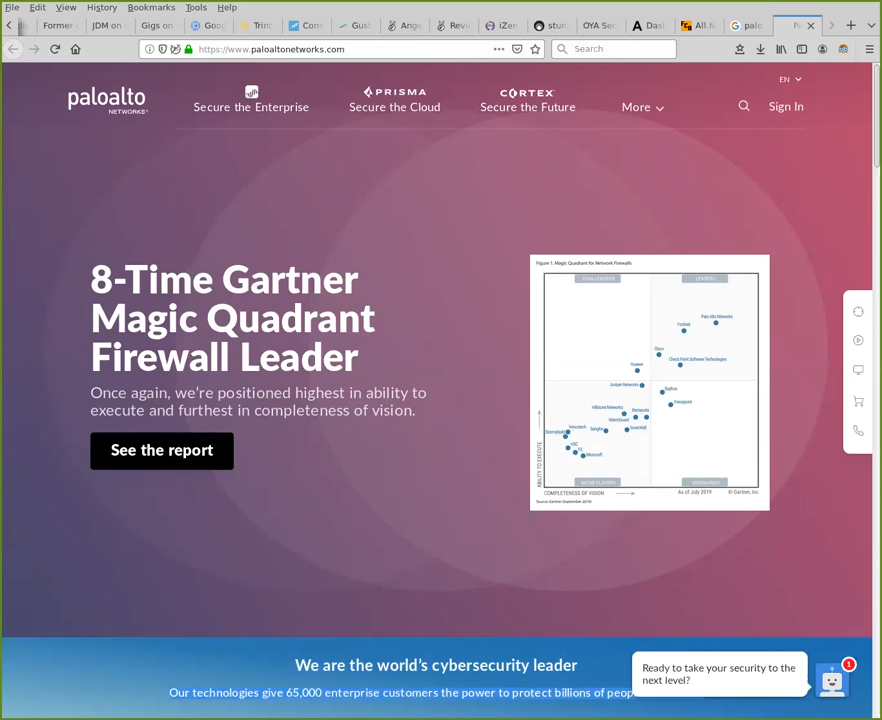 File Edit View History Bookmarks Tools Help
Former JDM on Gigs on Goo Trint Cons Gust Ange Revi iZen stun OYA Sec Das All.N palo Pa
https://www.paloaltonetworks.com Search
EN
paloalto NETWORKS
Secure the Enterprise
PRISMA
Secure the Cloud
CORTEX
Secure the Future
More
Sign In
8-Time Gartner
Magic Quadrant
Firewall Leader
Once again, we're positioned highest in ability to
execute and furthest in completeness of vision.
See the report
Figure 1. Magic Quadrant for Network Firewalls
CHALLENGERS LEADERS
Palo Alto Networks
Fortinet
Cisco
Check Point Software Technologies
Huawei
Juniper Networks
Sophos
Forcepoint
Hillstone Networks Barracuda
WatchGuard
SonicWall
Sangfor
Venustech
Stormshield
H3C
F5
Microsoft
NICHE PLAYERS VISIONARIES
ABILITY TO EXECUTE
COMPLETENESS OF VISION As of July 2019 © Gartner, Inc
Source: Gartner (September 2019)
We are the world's cybersecurity leader
Our technologies give 65,000 enterprise customers the power to protect billions of peop
Ready to take your security to the
next level?
1